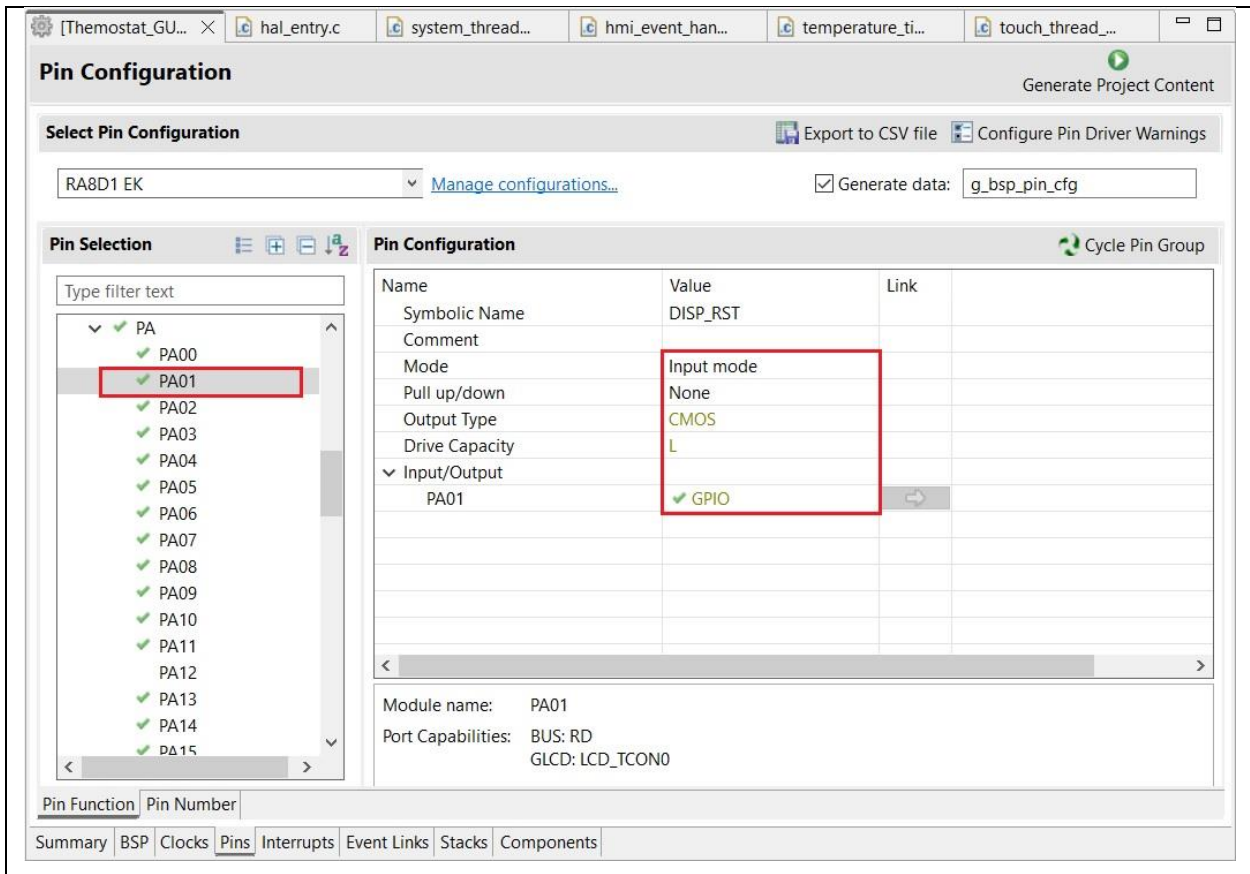 [Themostat_GU... hal_entry.c system_thread... hmi_event_han... temperature_ti... touch_thread_...
Pin Configuration
Generate Project Content
Select Pin Configuration Export to CSV file Configure Pin Driver Warnings
RA8D1 EK Manage configurations... Generate data: g_bsp_pin_cfg
Pin Selection
Type filter text
PA
PA00
PA01
PA02
PA03
PA04
PA05
PA06
PA07
PA08
PA09
PA10
PA11
PA12
PA13
PA14
PA15
Pin Configuration Cycle Pin Group
Name Value Link
Symbolic Name DISP_RST
Comment
Mode Input mode
Pull up/down None
Output Type CMOS
Drive Capacity L
Input/Output
PA01 GPIO
Module name: PA01
Port Capabilities: BUS: RD
GLCD: LCD_TCON0
Pin Function Pin Number
Summary BSP Clocks Pins Interrupts Event Links Stacks Components